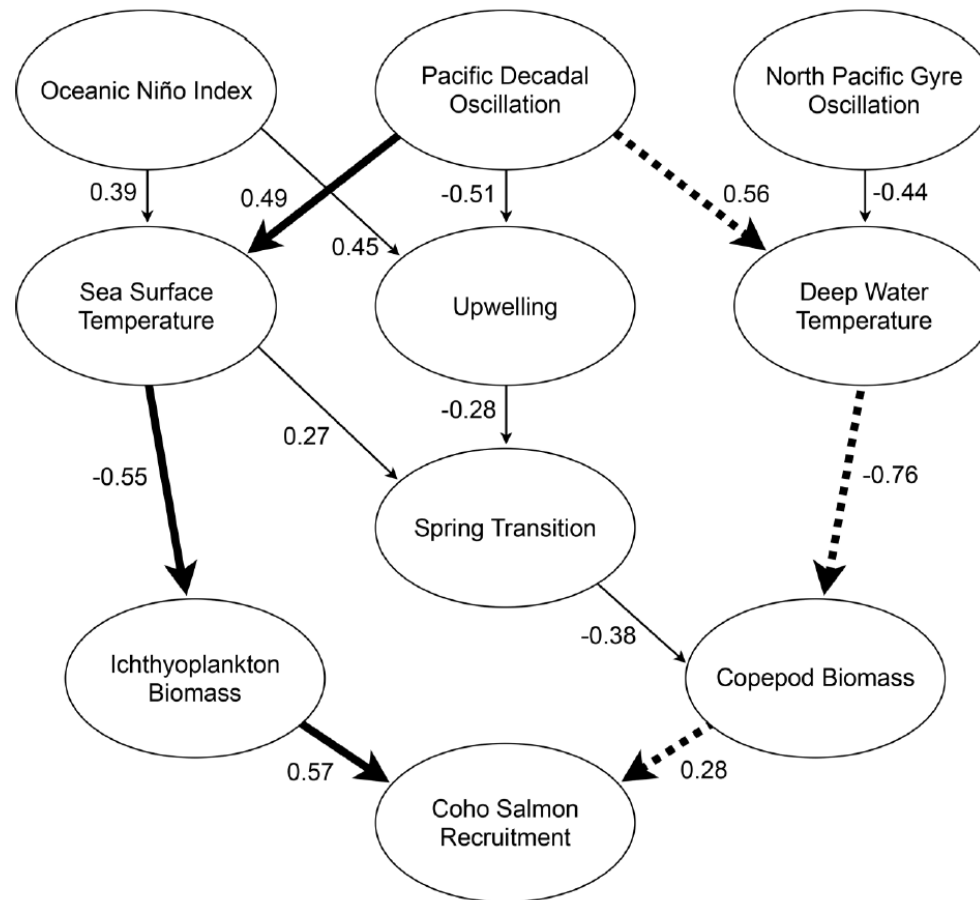 Oceanic Niño Index
Pacific Decadal
Oscillation
North Pacific Gyre
Oscillation
0.39
0.49
0.45
-0.51
0.56
-0.44
Sea Surface
Temperature
Upwelling
Deep Water
Temperature
-0.55
0.27
-0.28
-0.76
Spring Transition
-0.38
Ichthyoplankton
Biomass
Copepod Biomass
0.57
0.28
Coho Salmon
Recruitment